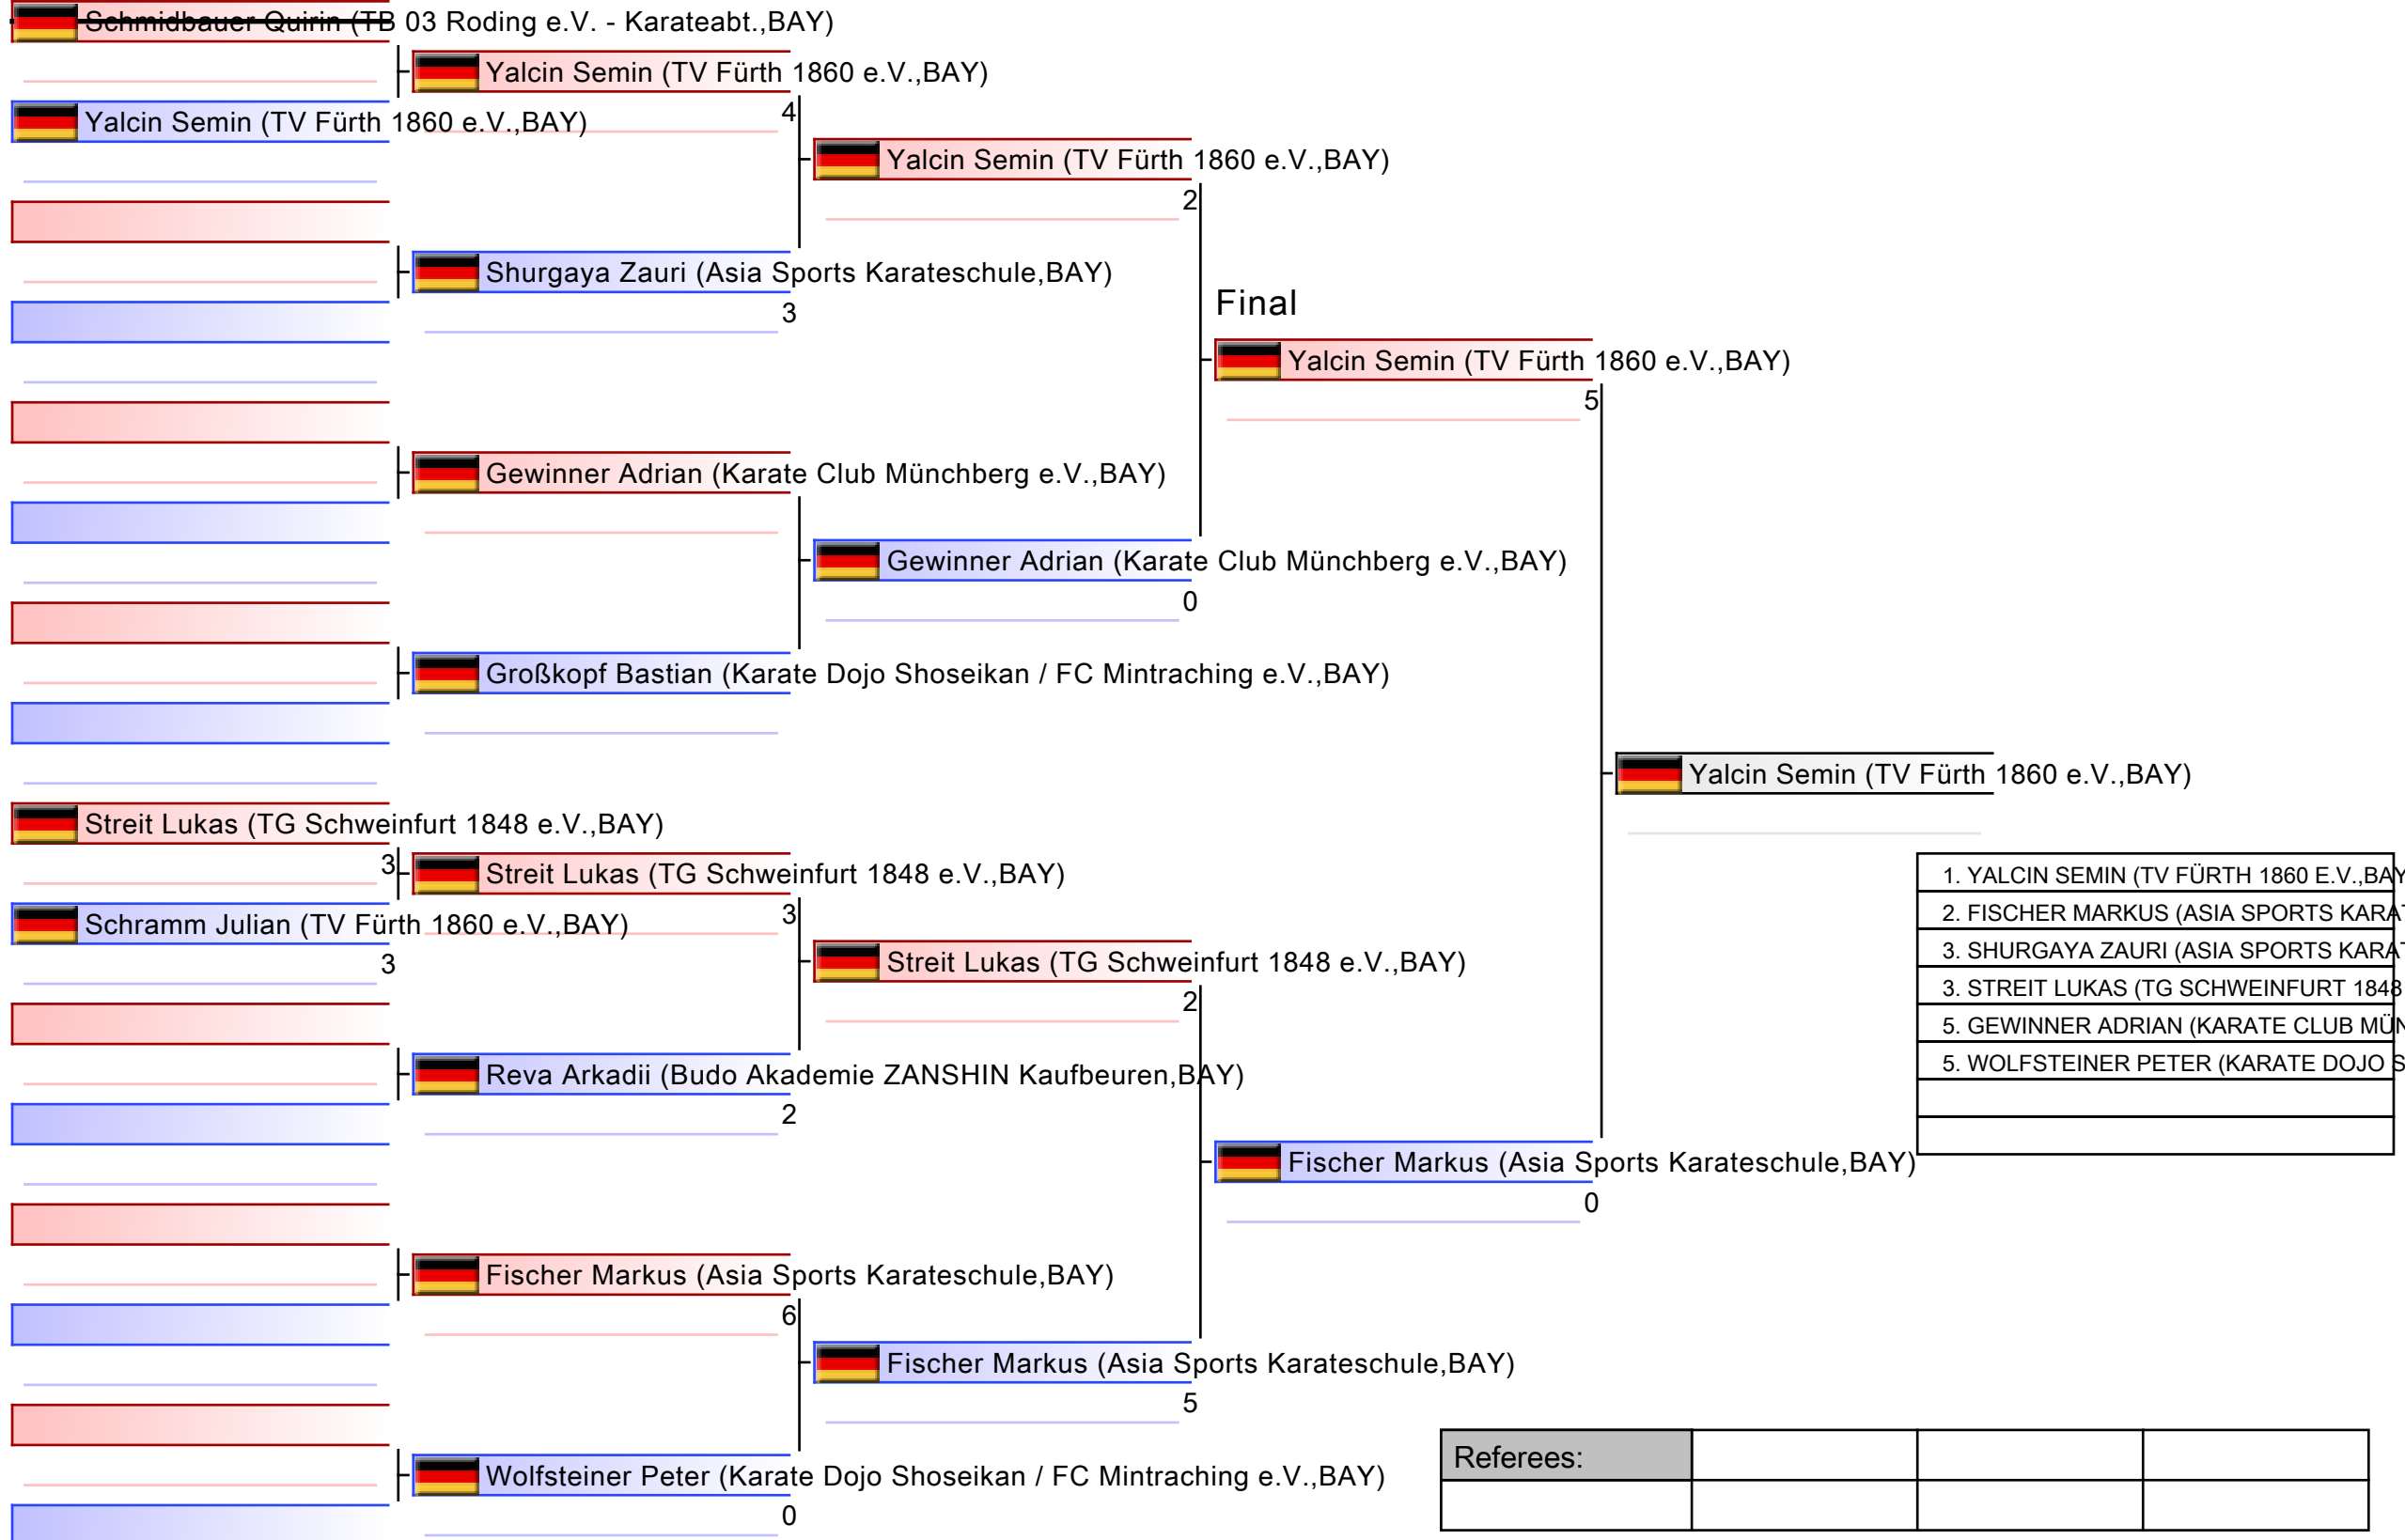 Schmidbauer Quirin (TB 03 Roding e.V. - Karateabt.,BAY)
Yalcin Semin (TV Fürth 1860 e.V.,BAY)
Yalcin Semin (TV Fürth 1860 e.V.,BAY)
4
Yalcin Semin (TV Fürth 1860 e.V.,BAY)
2
Shurgaya Zauri (Asia Sports Karateschule,BAY)
3
Final
Yalcin Semin (TV Fürth 1860 e.V.,BAY)
5
Gewinner Adrian (Karate Club Münchberg e.V.,BAY)
Gewinner Adrian (Karate Club Münchberg e.V.,BAY)
0
Großkopf Bastian (Karate Dojo Shoseikan / FC Mintraching e.V.,BAY)
Yalcin Semin (TV Fürth 1860 e.V.,BAY)
Streit Lukas (TG Schweinfurt 1848 e.V.,BAY)
3
Streit Lukas (TG Schweinfurt 1848 e.V.,BAY)
3
Schramm Julian (TV Fürth 1860 e.V.,BAY)
3
Streit Lukas (TG Schweinfurt 1848 e.V.,BAY)
2
Reva Arkadii (Budo Akademie ZANSHIN Kaufbeuren,BAY)
2
Fischer Markus (Asia Sports Karateschule,BAY)
0
Fischer Markus (Asia Sports Karateschule,BAY)
6
Fischer Markus (Asia Sports Karateschule,BAY)
5
Wolfsteiner Peter (Karate Dojo Shoseikan / FC Mintraching e.V.,BAY)
0
1. YALCIN SEMIN (TV FÜRTH 1860 E.V.,BAY
2. FISCHER MARKUS (ASIA SPORTS KARAT
3. SHURGAYA ZAURI (ASIA SPORTS KARAT
3. STREIT LUKAS (TG SCHWEINFURT 1848
5. GEWINNER ADRIAN (KARATE CLUB MÜN
5. WOLFSTEINER PETER (KARATE DOJO S
Referees: